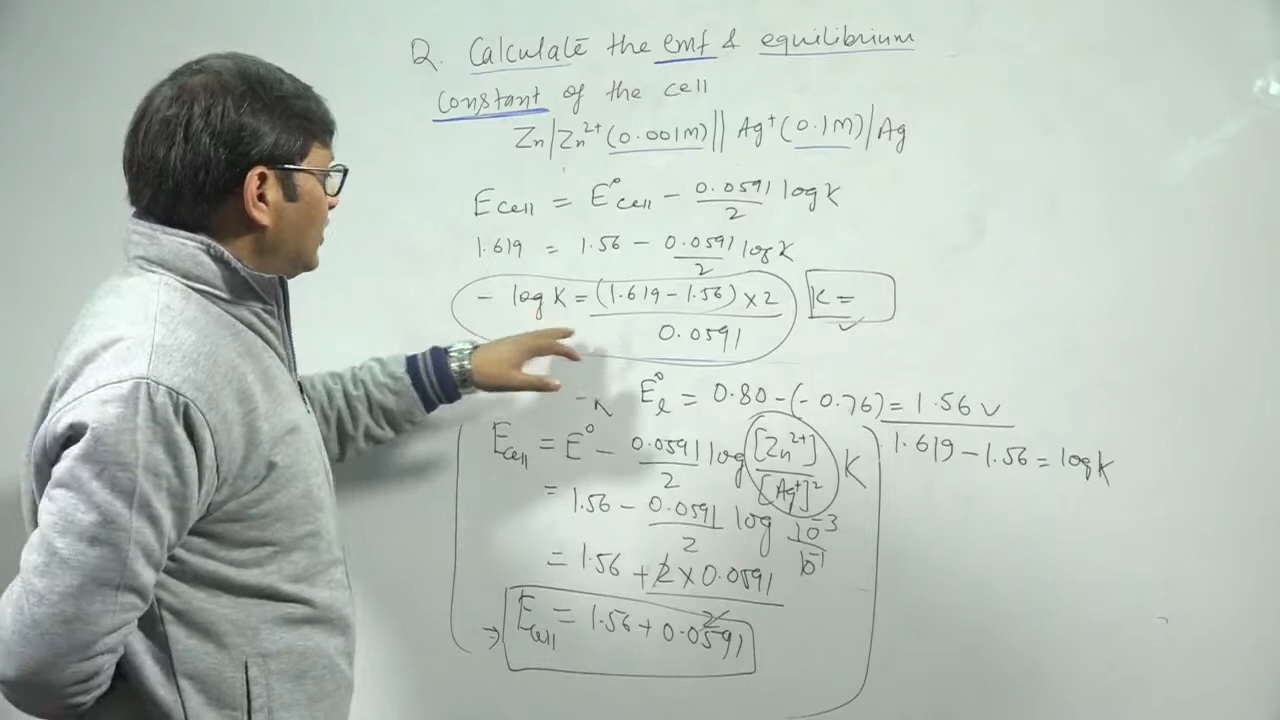 Q. Calculate the emf & equilibrium
constant of the cell
Zn/Zn²⁺(0.001M)||Ag⁺(0.1M)/Ag
Ecell = E°cell - 0.0591/2 log K
1.619 = 1.56 - 0.0591/2 log K
- log K = (1.619 - 1.56) × 2 / 0.0591
K =
E° = 0.80 - (-0.76) = 1.56 v
1.619 - 1.56 = log K
Ecell = E° - 0.0591/2 log [Zn²⁺]/[Ag⁺]² K
= 1.56 - 0.0591/2 log 10⁻³/10⁻¹
= 1.56 + 2 × 0.0591 / 2
→ Ecell = 1.56 + 0.0591